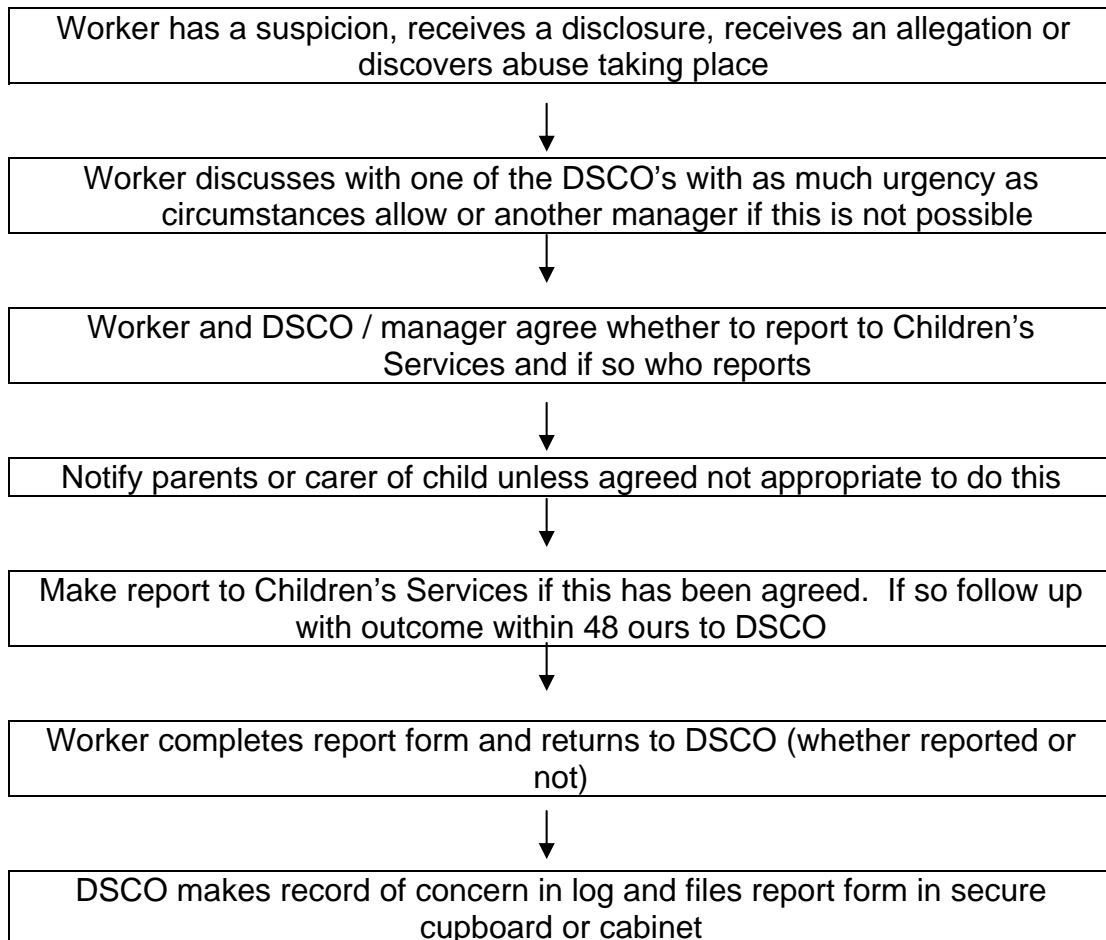 Worker has a suspicion, receives a disclosure, receives an allegation or
discovers abuse taking place
Worker discusses with one of the DSCO's with as much urgency as
circumstances allow or another manager if this is not possible
Worker and DSCO / manager agree whether to report to Children's
Services and if so who reports
Notify parents or carer of child unless agreed not appropriate to do this
Make report to Children's Services if this has been agreed.  If so follow up
with outcome within 48 ours to DSCO
Worker completes report form and returns to DSCO (whether reported or
not)
DSCO makes record of concern in log and files report form in secure
cupboard or cabinet